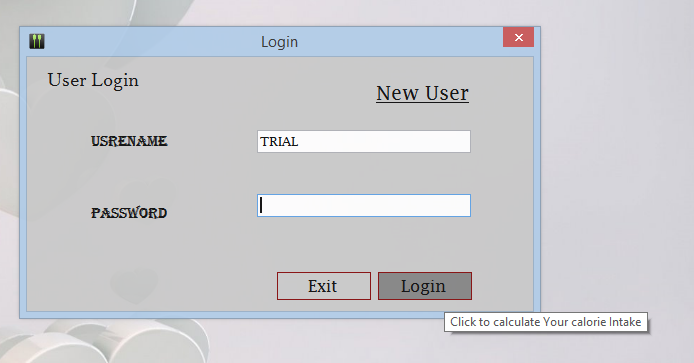 Login
User Login
New User
USRENAME
TRIAL
PASSWORD
Exit
Login
Click to calculate Your calorie Intake